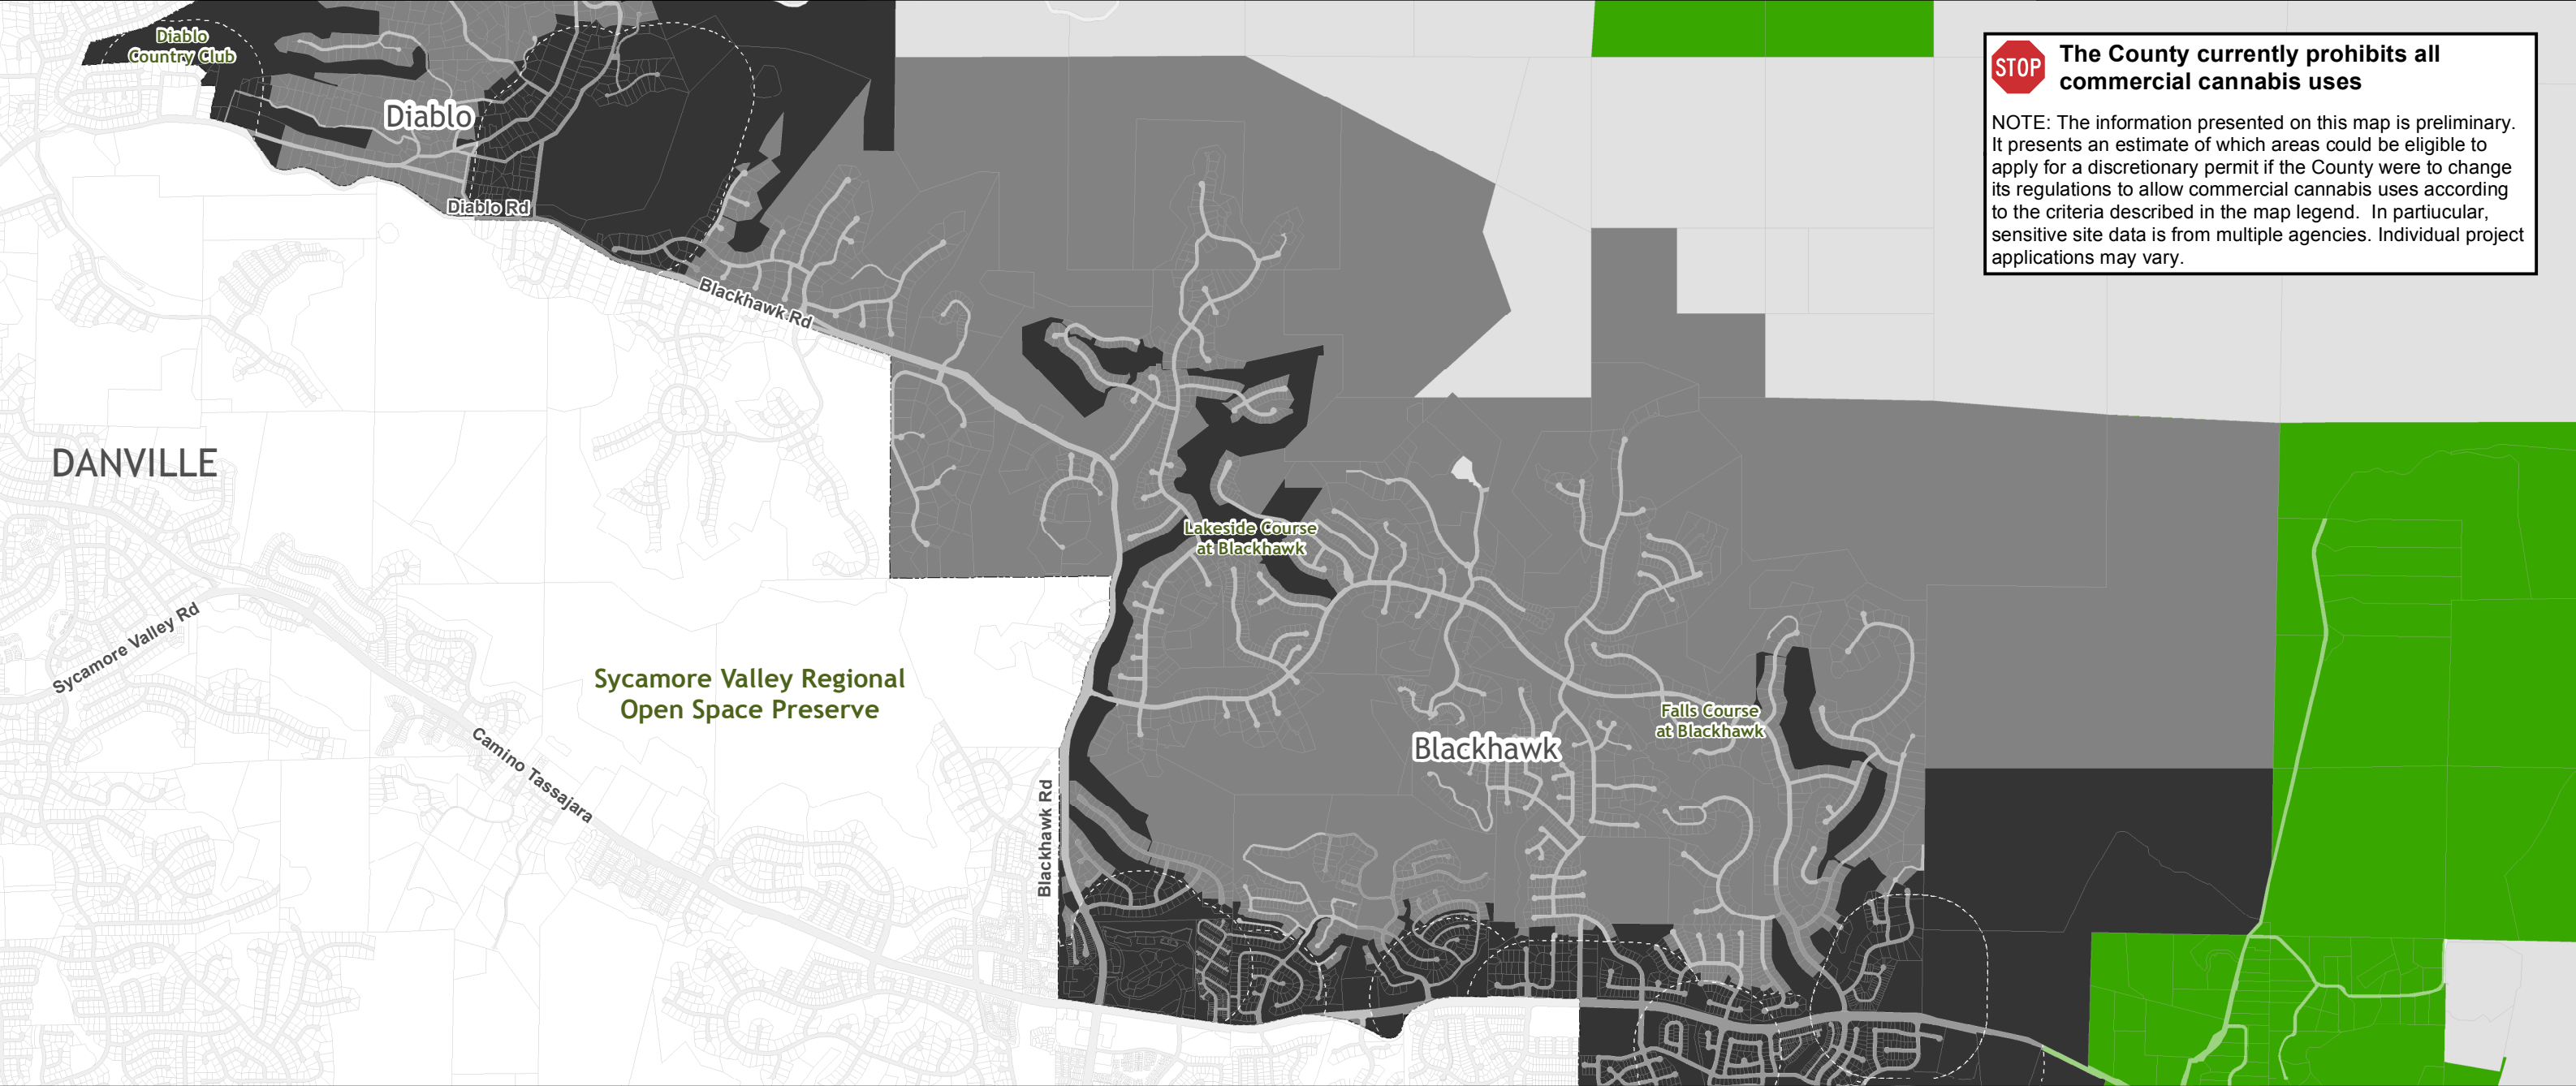 Diablo
Country Club
Diablo
Diablo Rd
Blackhawk Rd
STOP
The County currently prohibits all
commercial cannabis uses
NOTE: The information presented on this map is preliminary.
It presents an estimate of which areas could be eligible to
apply for a discretionary permit if the County were to change
its regulations to allow commercial cannabis uses according
to the criteria described in the map legend.  In partiucular,
sensitive site data is from multiple agencies. Individual project
applications may vary.
DANVILLE
Lakeside Course
at Blackhawk
Sycamore Valley Rd
Sycamore Valley Regional
Open Space Preserve
Camino Tassajara
Blackhawk Rd
Blackhawk
Falls Course
at Blackhawk